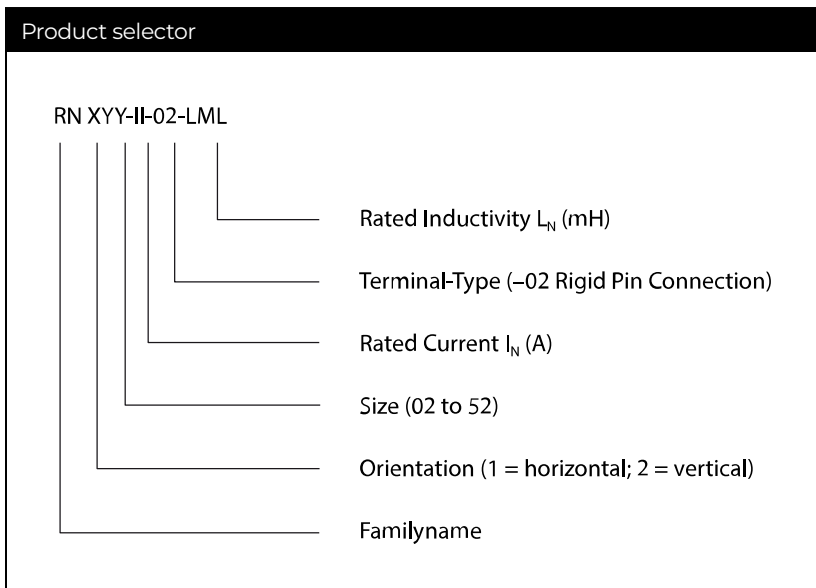 Product selector
RN XYY-II-02-LML
Rated Inductivity LN (mH)
Terminal-Type (–02 Rigid Pin Connection)
Rated Current IN (A)
Size (02 to 52)
Orientation (1 = horizontal; 2 = vertical)
Familyname